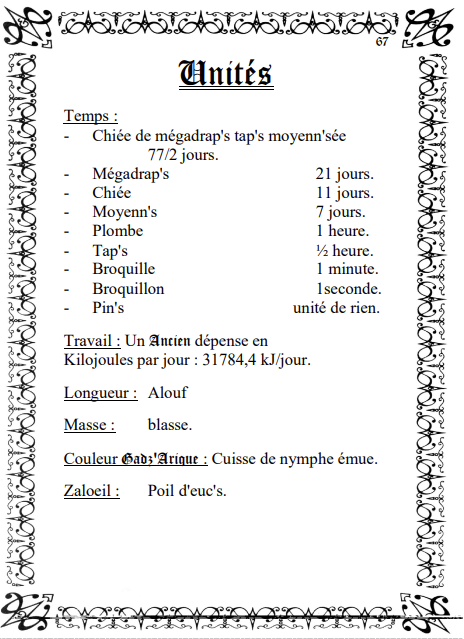 67
Unités
Temps :
- Chiée de mégadrap's tap's moyenn'sée
77/2 jours.
- Mégadrap's 21 jours.
- Chiée 11 jours.
- Moyenn's 7 jours.
- Plombe 1 heure.
- Tap's ½ heure.
- Broquille 1 minute.
- Broquillon 1seconde.
- Pin's unité de rien.
Travail : Un Ancien dépense en
Kilojoules par jour : 31784,4 kJ/jour.
Longueur : Alouf
Masse : blasse.
Couleur Gadz'Arique : Cuisse de nymphe émue.
Zaloeil : Poil d'euc's.